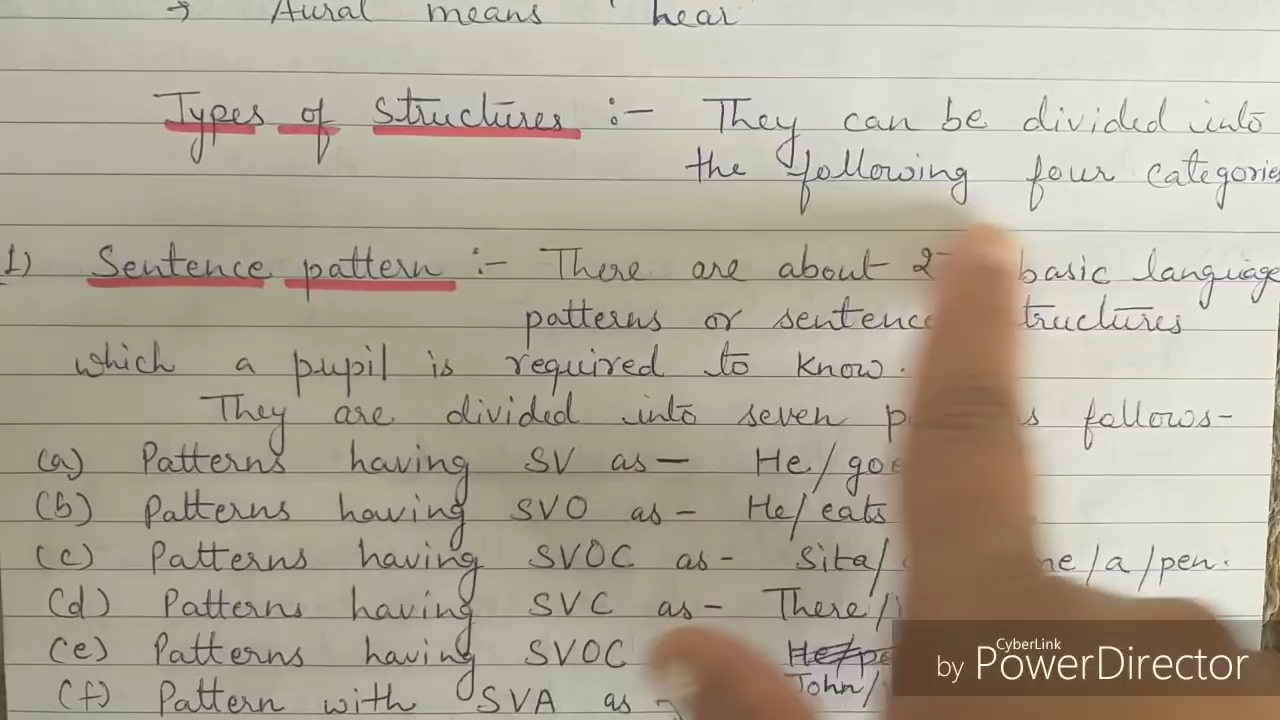 → Aural means hear
Types of Structures :- They can be divided into
the following four categorie
1) Sentence pattern :- There are about basic language
patterns or sentence tructures
which a pupil is required to know.
They are divided into seven follows-
(a) Patterns having SV as- He/
(b) Patterns having SVO as- He/eats
(c) Patterns having SVOC as- Sita/ /a/pen.
(d) Patterns having SVC as- There/
(e) Patterns having SVOC
(f) Pattern with SVA as John/
CyberLink
by PowerDirector